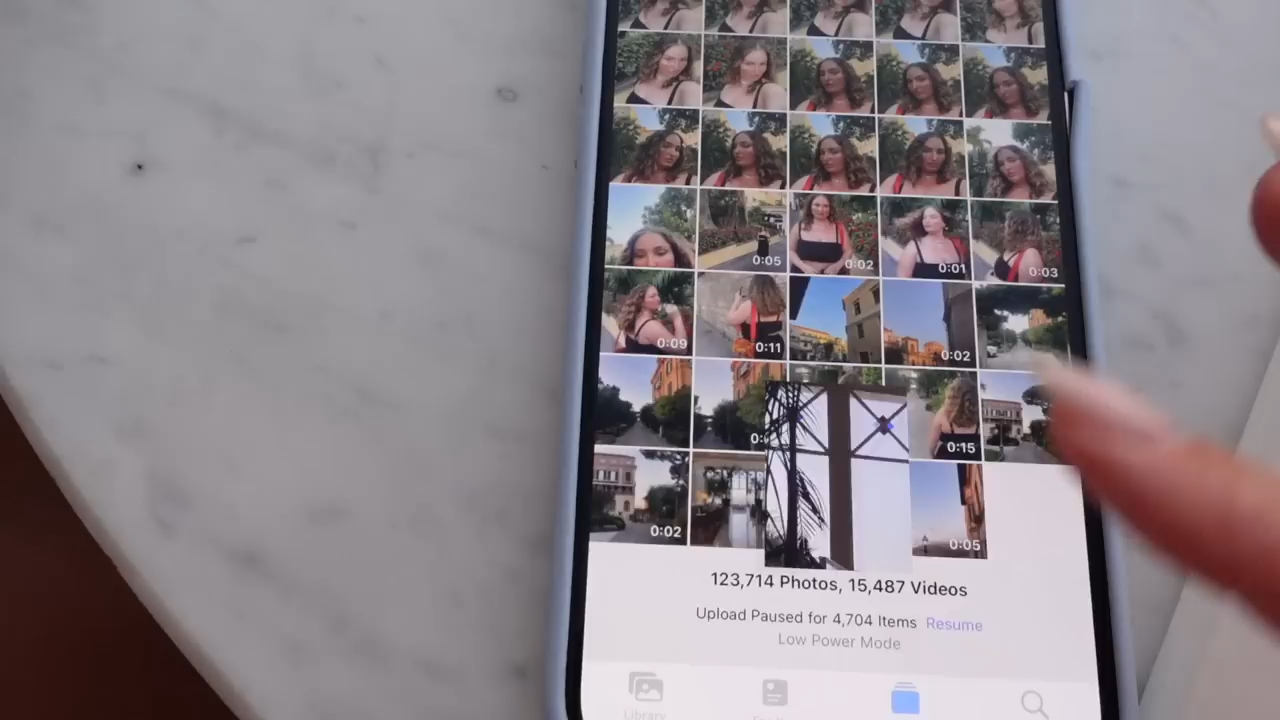 0:05
0:02
0:01
0:03
0:09
0:11
0:02
0:15
0:02
0:05
123,714 Photos, 15,487 Videos
Upload Paused for 4,704 Items Resume
Low Power Mode
Library